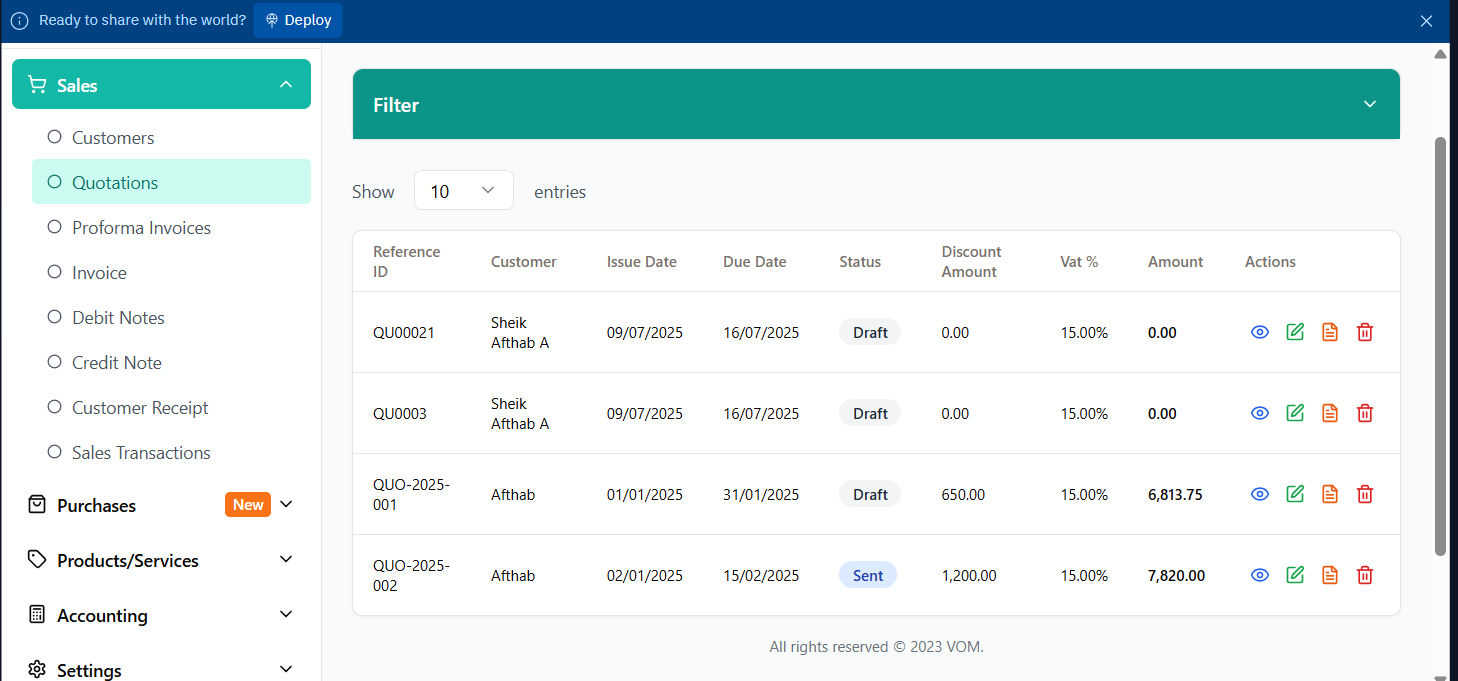 Ready to share with the world? Deploy
Sales
Customers
Quotations
Proforma Invoices
Invoice
Debit Notes
Credit Note
Customer Receipt
Sales Transactions
Purchases New
Products/Services
Accounting
Settings
Filter
Show 10 entries
Reference
ID
Customer
Issue Date
Due Date
Status
Discount
Amount
Vat %
Amount
Actions
QU00021
Sheik
Afthab A
09/07/2025
16/07/2025
Draft
0.00
15.00%
0.00
QU0003
Sheik
Afthab A
09/07/2025
16/07/2025
Draft
0.00
15.00%
0.00
QUO-2025-
001
Afthab
01/01/2025
31/01/2025
Draft
650.00
15.00%
6,813.75
QUO-2025-
002
Afthab
02/01/2025
15/02/2025
Sent
1,200.00
15.00%
7,820.00
All rights reserved © 2023 VOM.